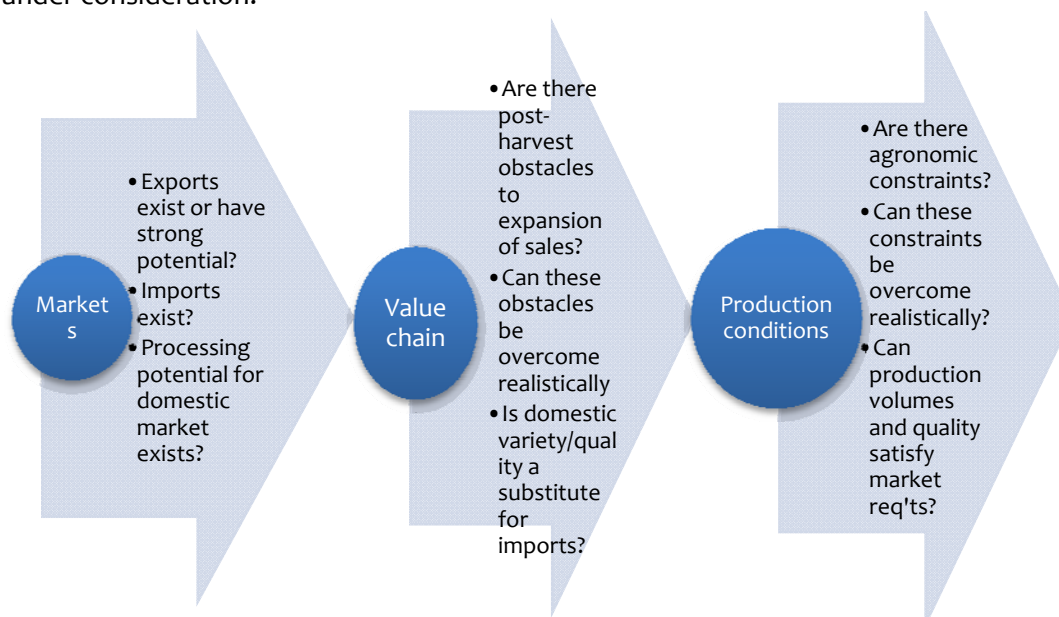 under consideration.
Market
s
• Exports
exist or have
strong
potential?
• Imports
exist?
• Processing
potential for
domestic
market
exists?
Value
chain
• Are there
post-
harvest
obstacles
to
expansion
of sales?
• Can these
obstacles
be
overcome
realistically
• Is domestic
variety/qual
ity a
substitute
for
imports?
Production
conditions
• Are there
agronomic
constraints?
• Can these
constraints
be
overcome
realistically?
• Can
production
volumes
and quality
satisfy
market
req'ts?